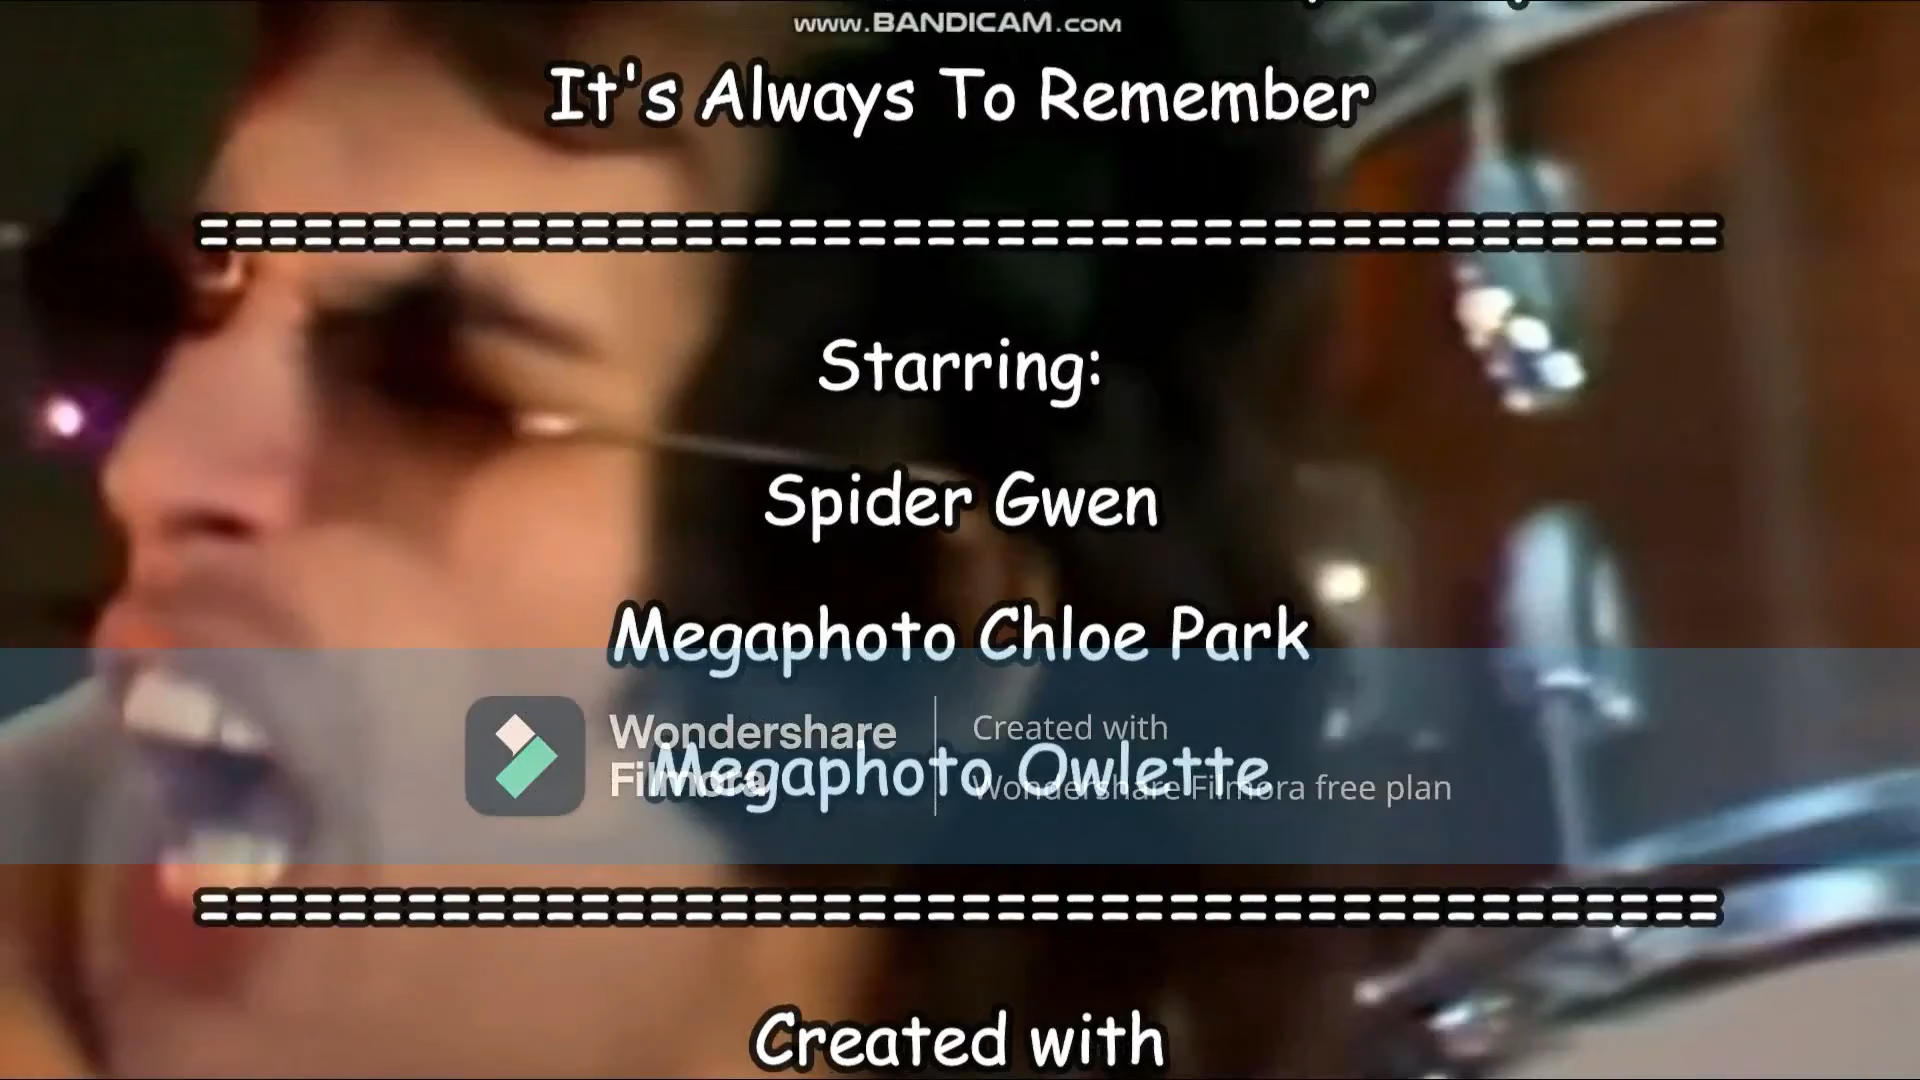 www.BANDICAM.com
It's Always To Remember
============================================
Starring:
Spider Gwen
Megaphoto Chloe Park
Wondershare
Filmora
Created with
Wondershare Filmora free plan
Megaphoto Owlette
============================================
Created with